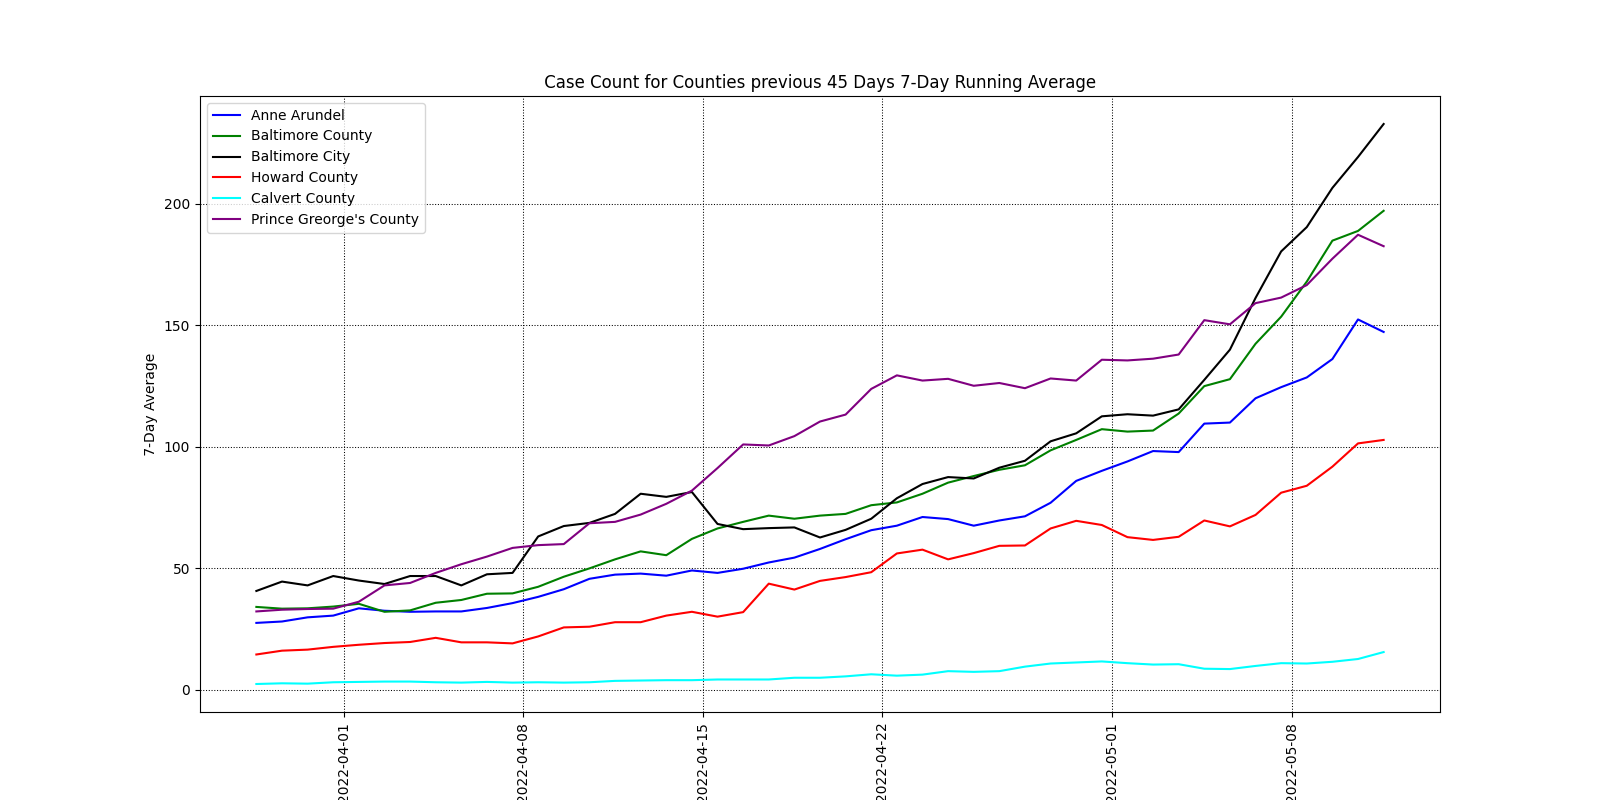 Case Count for Counties previous 45 Days 7-Day Running Average
Anne Arundel
Baltimore County
Baltimore City
Howard County
Calvert County
Prince Greorge's County
7-Day Average
200
150
100
50
0
2022-04-01
2022-04-08
2022-04-15
2022-04-22
2022-05-01
2022-05-08